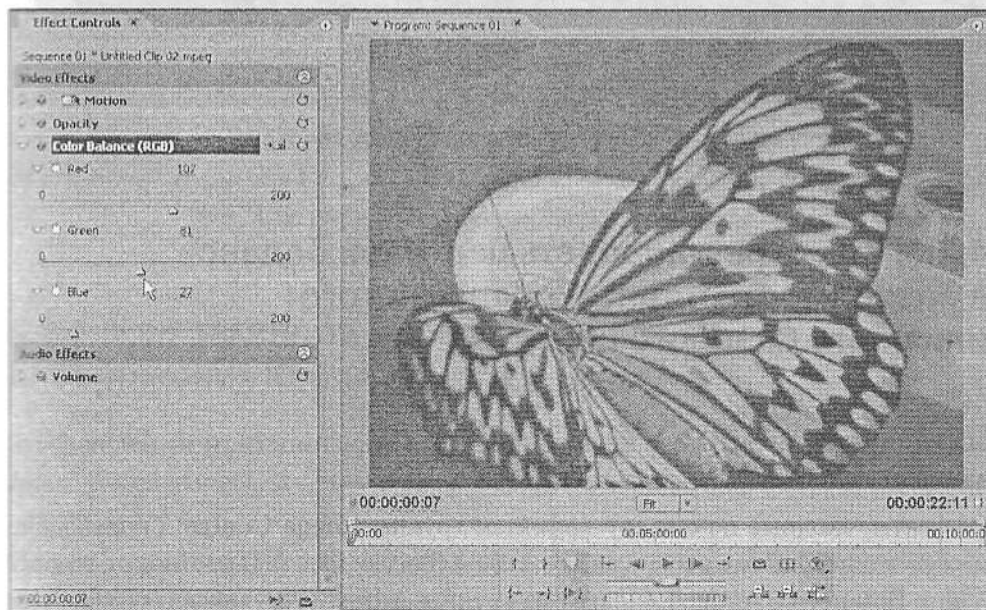 Effect Controls ×
Sequence 01 * Untitled Clip 02.mpeg
Video Effects
Motion
Opacity
Color Balance (RGB)
Red 107
0 200
Green 81
0 200
Blue 27
0 200
Audio Effects
Volume
00:00:00:07
Program: Sequence 01 ×
00:00:00:07 Fit 00:00:22:11
00:00 00:05:00:00 00:10:00:0